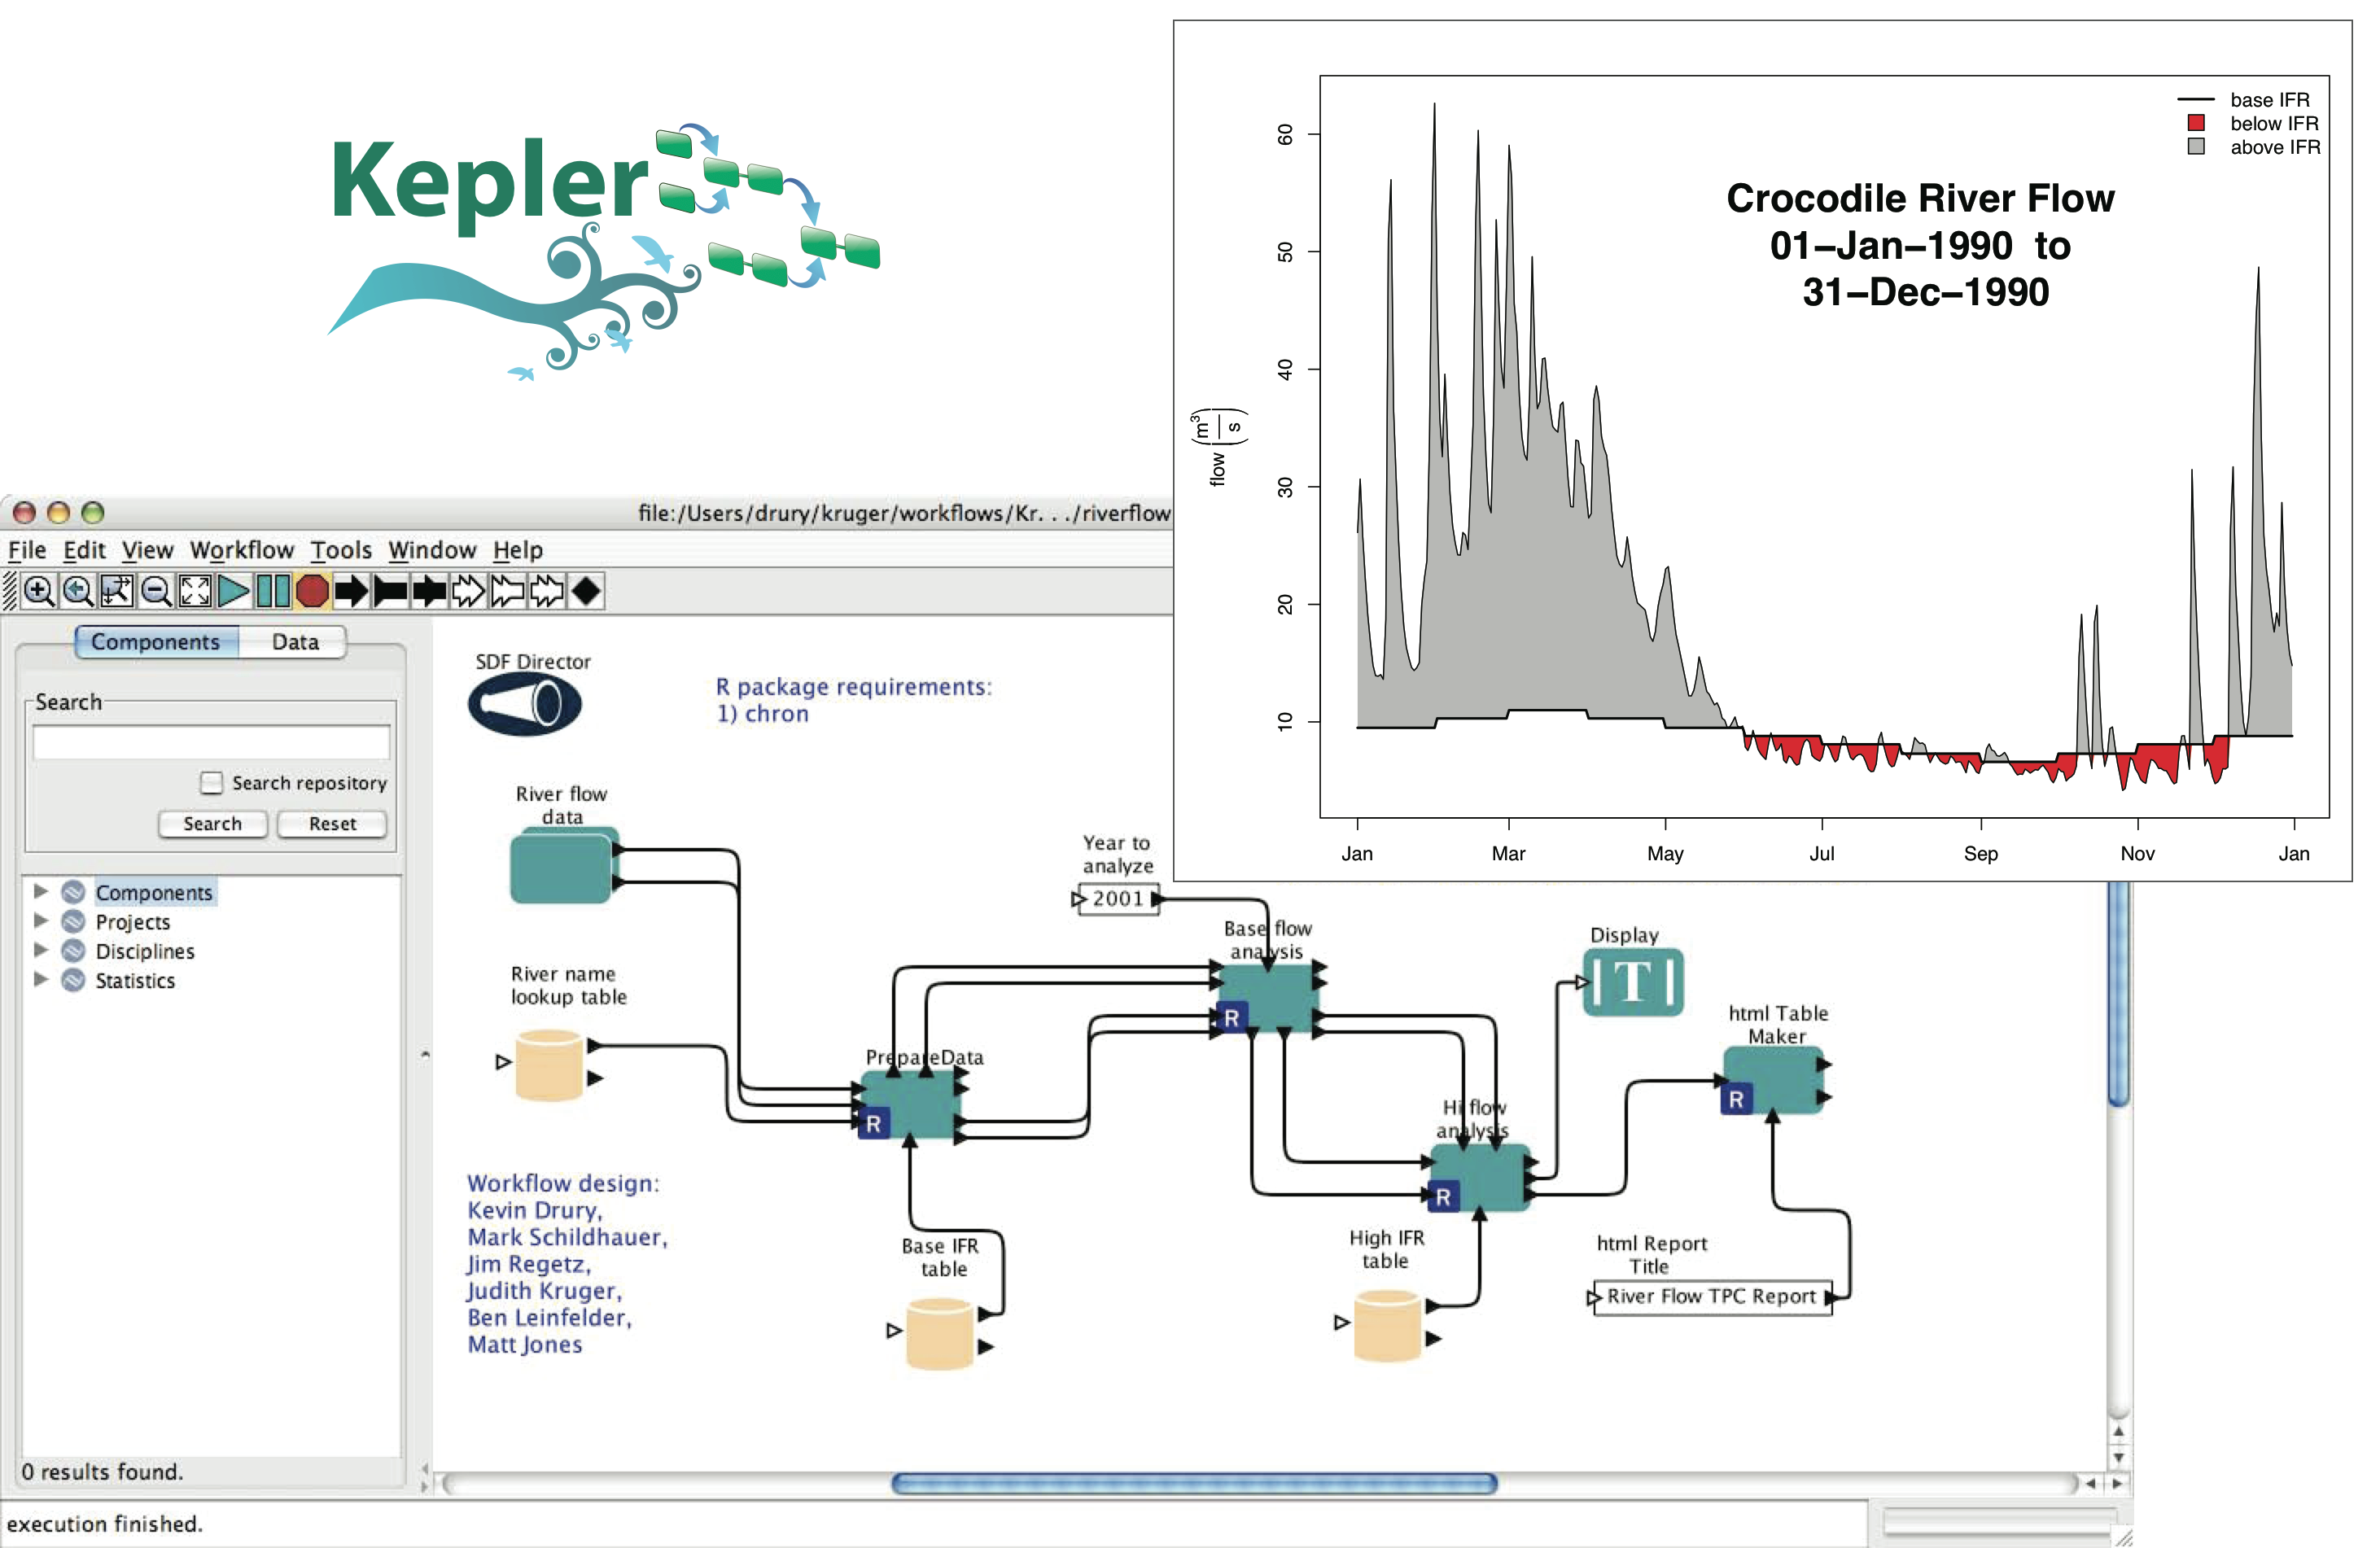 Kepler
base IFR
below IFR
above IFR
Crocodile River Flow
01–Jan–1990 to
31–Dec–1990
60
50
40
30
20
10
flow (m³/s)
Jan
Mar
May
Jul
Sep
Nov
Jan
file:/Users/drury/kruger/workflows/Kr. . ./riverflow
File Edit View Workflow Tools Window Help
Components Data
Search
Search repository
Search Reset
Components
Projects
Disciplines
Statistics
0 results found.
execution finished.
SDF Director
R package requirements:
1) chron
River flow
data
Year to
analyze
2001
River name
lookup table
PrepareData
R
Base flow
analysis
R
Display
T
html Table
Maker
R
Hi flow
analysis
R
Workflow design:
Kevin Drury,
Mark Schildhauer,
Jim Regetz,
Judith Kruger,
Ben Leinfelder,
Matt Jones
Base IFR
table
High IFR
table
html Report
Title
River Flow TPC Report